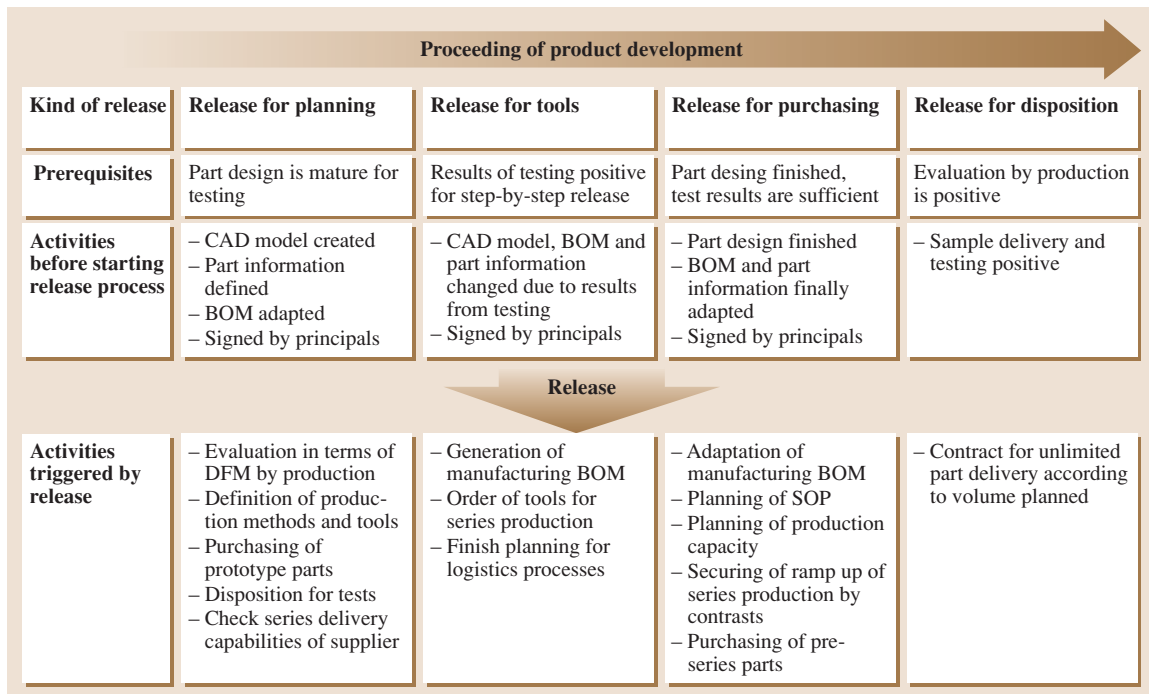 Proceeding of product development
Kind of release
Release for planning
Release for tools
Release for purchasing
Release for disposition
Prerequisites
Part design is mature for
testing
Results of testing positive
for step-by-step release
Part desing finished,
test results are sufficient
Evaluation by production
is positive
Activities
before starting
release process
– CAD model created
– Part information
defined
– BOM adapted
– Signed by principals
– CAD model, BOM and
part information
changed due to results
from testing
– Signed by principals
– Part design finished
– BOM and part
information finally
adapted
– Signed by principals
– Sample delivery and
testing positive
Release
Activities
triggered by
release
– Evaluation in terms of
DFM by production
– Definition of produc-
tion methods and tools
– Purchasing of
prototype parts
– Disposition for tests
– Check series delivery
capabilities of supplier
– Generation of
manufacturing BOM
– Order of tools for
series production
– Finish planning for
logistics processes
– Adaptation of
manufacturing BOM
– Planning of SOP
– Planning of production
capacity
– Securing of ramp up of
series production by
contrasts
– Purchasing of pre-
series parts
– Contract for unlimited
part delivery according
to volume planned